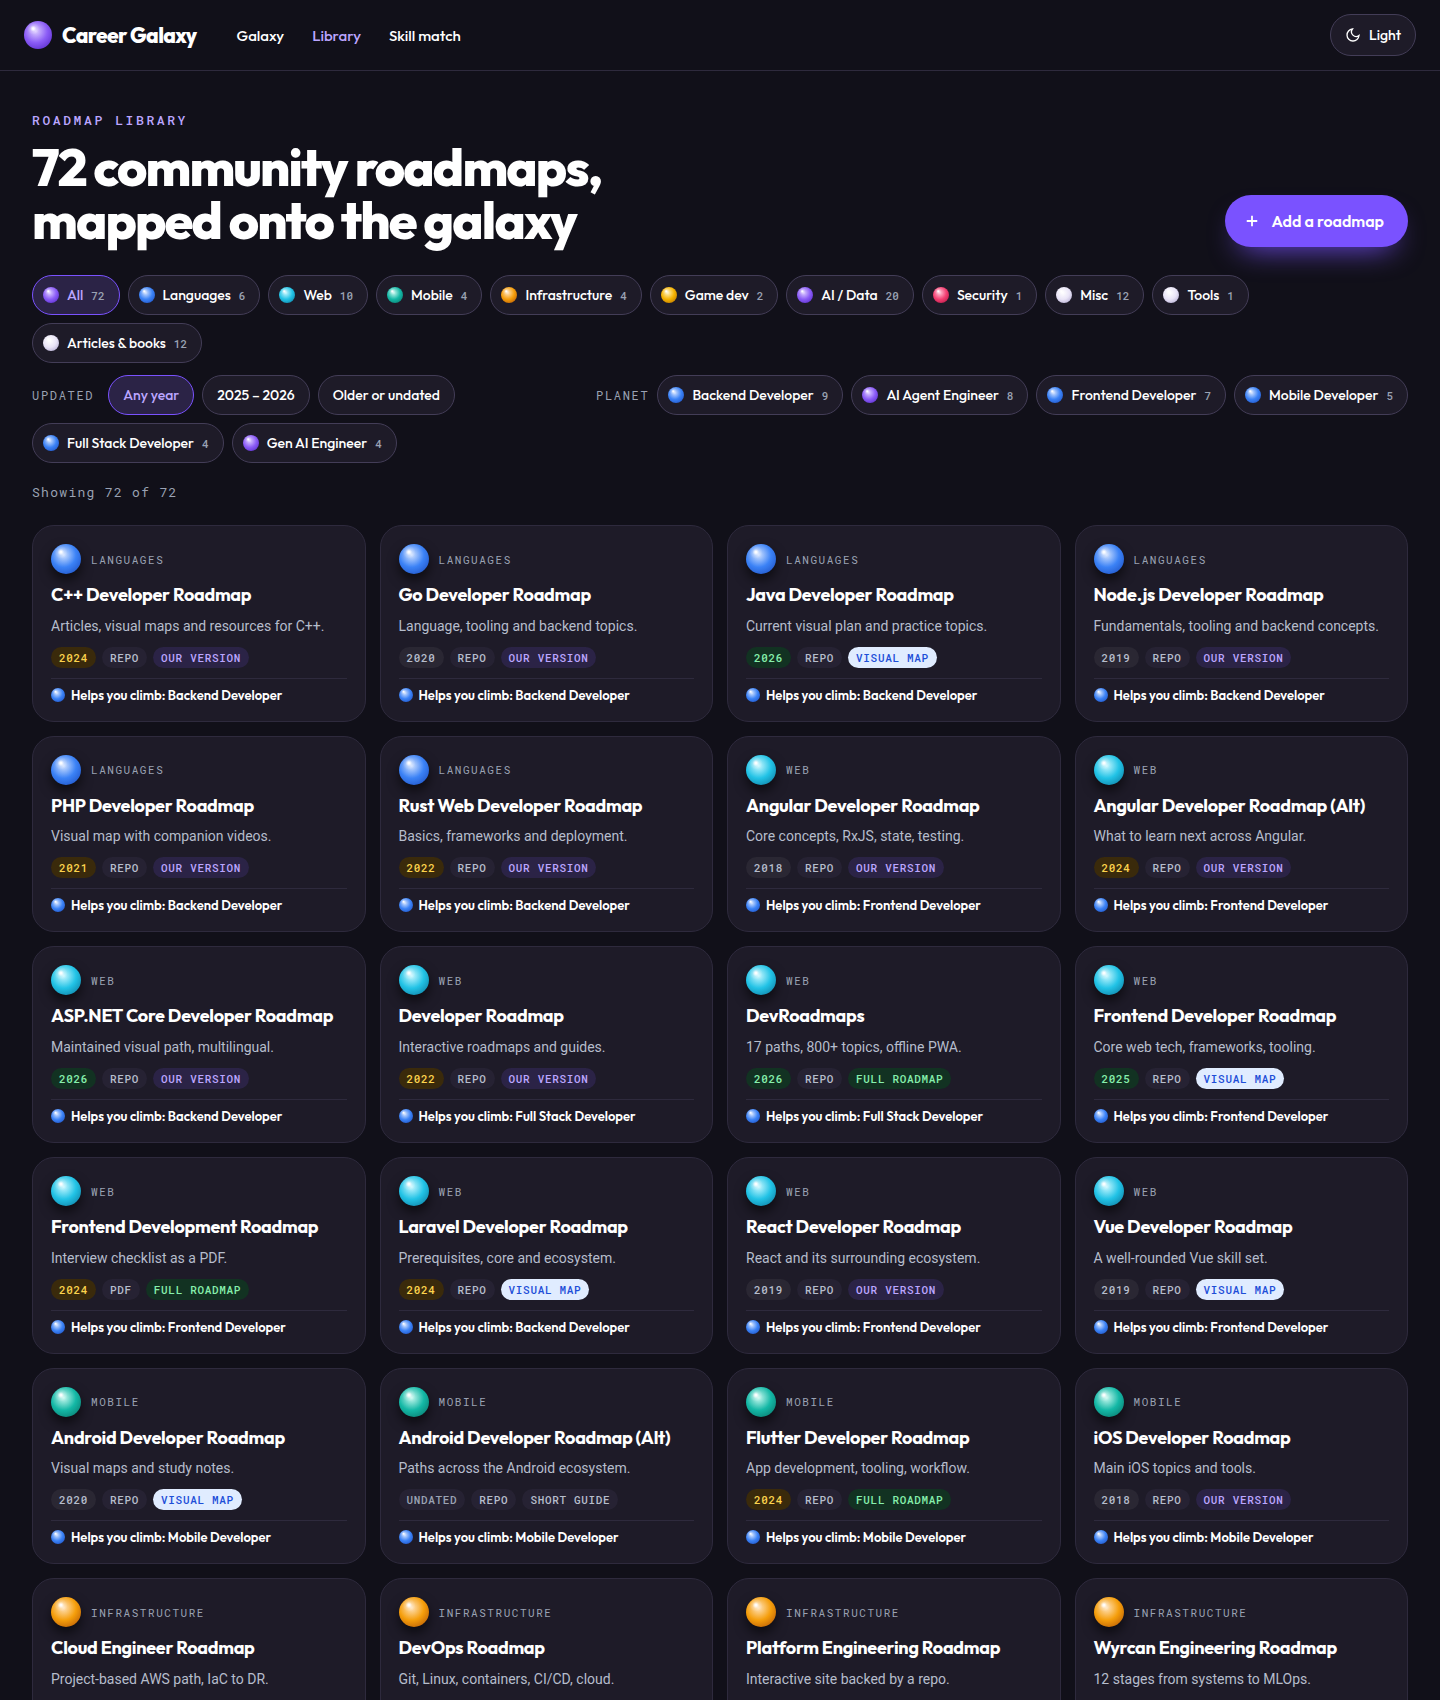 Career Galaxy
Galaxy
Library
Skill match
Light
ROADMAP LIBRARY
72 community roadmaps,
mapped onto the galaxy
+ Add a roadmap
All 72
Languages 6
Web 10
Mobile 4
Infrastructure 4
Game dev 2
AI / Data 20
Security 1
Misc 12
Tools 1
Articles & books 12
UPDATED
Any year
2025 – 2026
Older or undated
PLANET
Backend Developer 9
AI Agent Engineer 8
Frontend Developer 7
Mobile Developer 5
Full Stack Developer 4
Gen AI Engineer 4
Showing 72 of 72
LANGUAGES
C++ Developer Roadmap
Articles, visual maps and resources for C++.
2024 REPO OUR VERSION
Helps you climb: Backend Developer
LANGUAGES
Go Developer Roadmap
Language, tooling and backend topics.
2020 REPO OUR VERSION
Helps you climb: Backend Developer
LANGUAGES
Java Developer Roadmap
Current visual plan and practice topics.
2026 REPO VISUAL MAP
Helps you climb: Backend Developer
LANGUAGES
Node.js Developer Roadmap
Fundamentals, tooling and backend concepts.
2019 REPO OUR VERSION
Helps you climb: Backend Developer
LANGUAGES
PHP Developer Roadmap
Visual map with companion videos.
2021 REPO OUR VERSION
Helps you climb: Backend Developer
LANGUAGES
Rust Web Developer Roadmap
Basics, frameworks and deployment.
2022 REPO OUR VERSION
Helps you climb: Backend Developer
WEB
Angular Developer Roadmap
Core concepts, RxJS, state, testing.
2018 REPO OUR VERSION
Helps you climb: Frontend Developer
WEB
Angular Developer Roadmap (Alt)
What to learn next across Angular.
2024 REPO OUR VERSION
Helps you climb: Frontend Developer
WEB
ASP.NET Core Developer Roadmap
Maintained visual path, multilingual.
2026 REPO OUR VERSION
Helps you climb: Backend Developer
WEB
Developer Roadmap
Interactive roadmaps and guides.
2022 REPO OUR VERSION
Helps you climb: Full Stack Developer
WEB
DevRoadmaps
17 paths, 800+ topics, offline PWA.
2026 REPO FULL ROADMAP
Helps you climb: Full Stack Developer
WEB
Frontend Developer Roadmap
Core web tech, frameworks, tooling.
2025 REPO VISUAL MAP
Helps you climb: Frontend Developer
WEB
Frontend Development Roadmap
Interview checklist as a PDF.
2024 PDF FULL ROADMAP
Helps you climb: Frontend Developer
WEB
Laravel Developer Roadmap
Prerequisites, core and ecosystem.
2024 REPO VISUAL MAP
Helps you climb: Backend Developer
WEB
React Developer Roadmap
React and its surrounding ecosystem.
2019 REPO OUR VERSION
Helps you climb: Frontend Developer
WEB
Vue Developer Roadmap
A well-rounded Vue skill set.
2019 REPO VISUAL MAP
Helps you climb: Frontend Developer
MOBILE
Android Developer Roadmap
Visual maps and study notes.
2020 REPO VISUAL MAP
Helps you climb: Mobile Developer
MOBILE
Android Developer Roadmap (Alt)
Paths across the Android ecosystem.
UNDATED REPO SHORT GUIDE
Helps you climb: Mobile Developer
MOBILE
Flutter Developer Roadmap
App development, tooling, workflow.
2024 REPO FULL ROADMAP
Helps you climb: Mobile Developer
MOBILE
iOS Developer Roadmap
Main iOS topics and tools.
2018 REPO OUR VERSION
Helps you climb: Mobile Developer
INFRASTRUCTURE
Cloud Engineer Roadmap
Project-based AWS path, IaC to DR.
INFRASTRUCTURE
DevOps Roadmap
Git, Linux, containers, CI/CD, cloud.
INFRASTRUCTURE
Platform Engineering Roadmap
Interactive site backed by a repo.
INFRASTRUCTURE
Wyrcan Engineering Roadmap
12 stages from systems to MLOps.